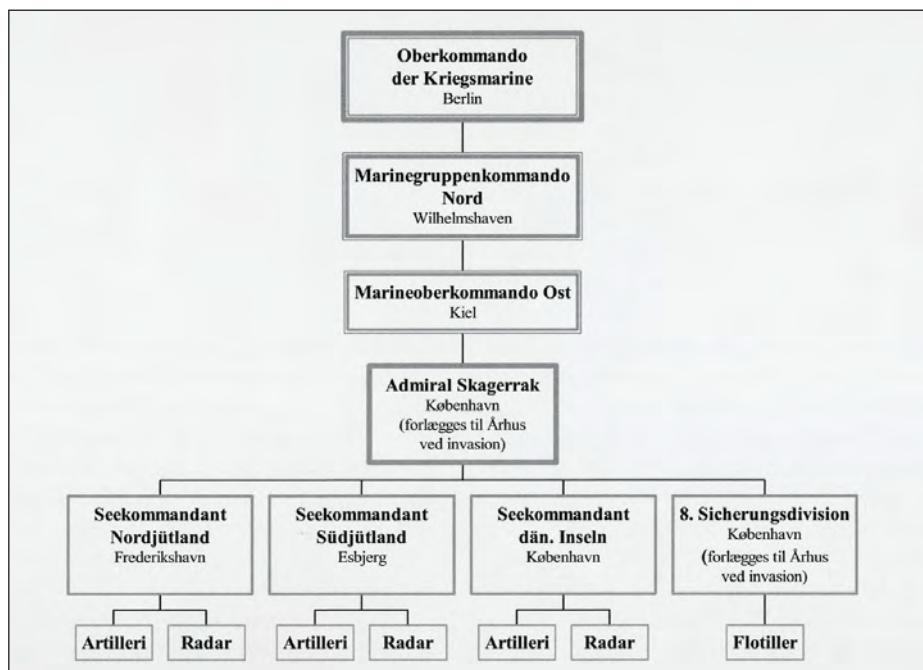 Oberkommando
der Kriegsmarine
Berlin
Marinegruppenkommando
Nord
Wilhelmshaven
Marineoberkommando Ost
Kiel
Admiral Skagerrak
København
(forlægges til Århus
ved invasion)
Seekommandant
Nordjütland
Frederikshavn
Seekommandant
Südjütland
Esbjerg
Seekommandant
dän. Inseln
København
8. Sicherungsdivision
København
(forlægges til Århus
ved invasion)
Artilleri
Radar
Artilleri
Radar
Artilleri
Radar
Flotiller